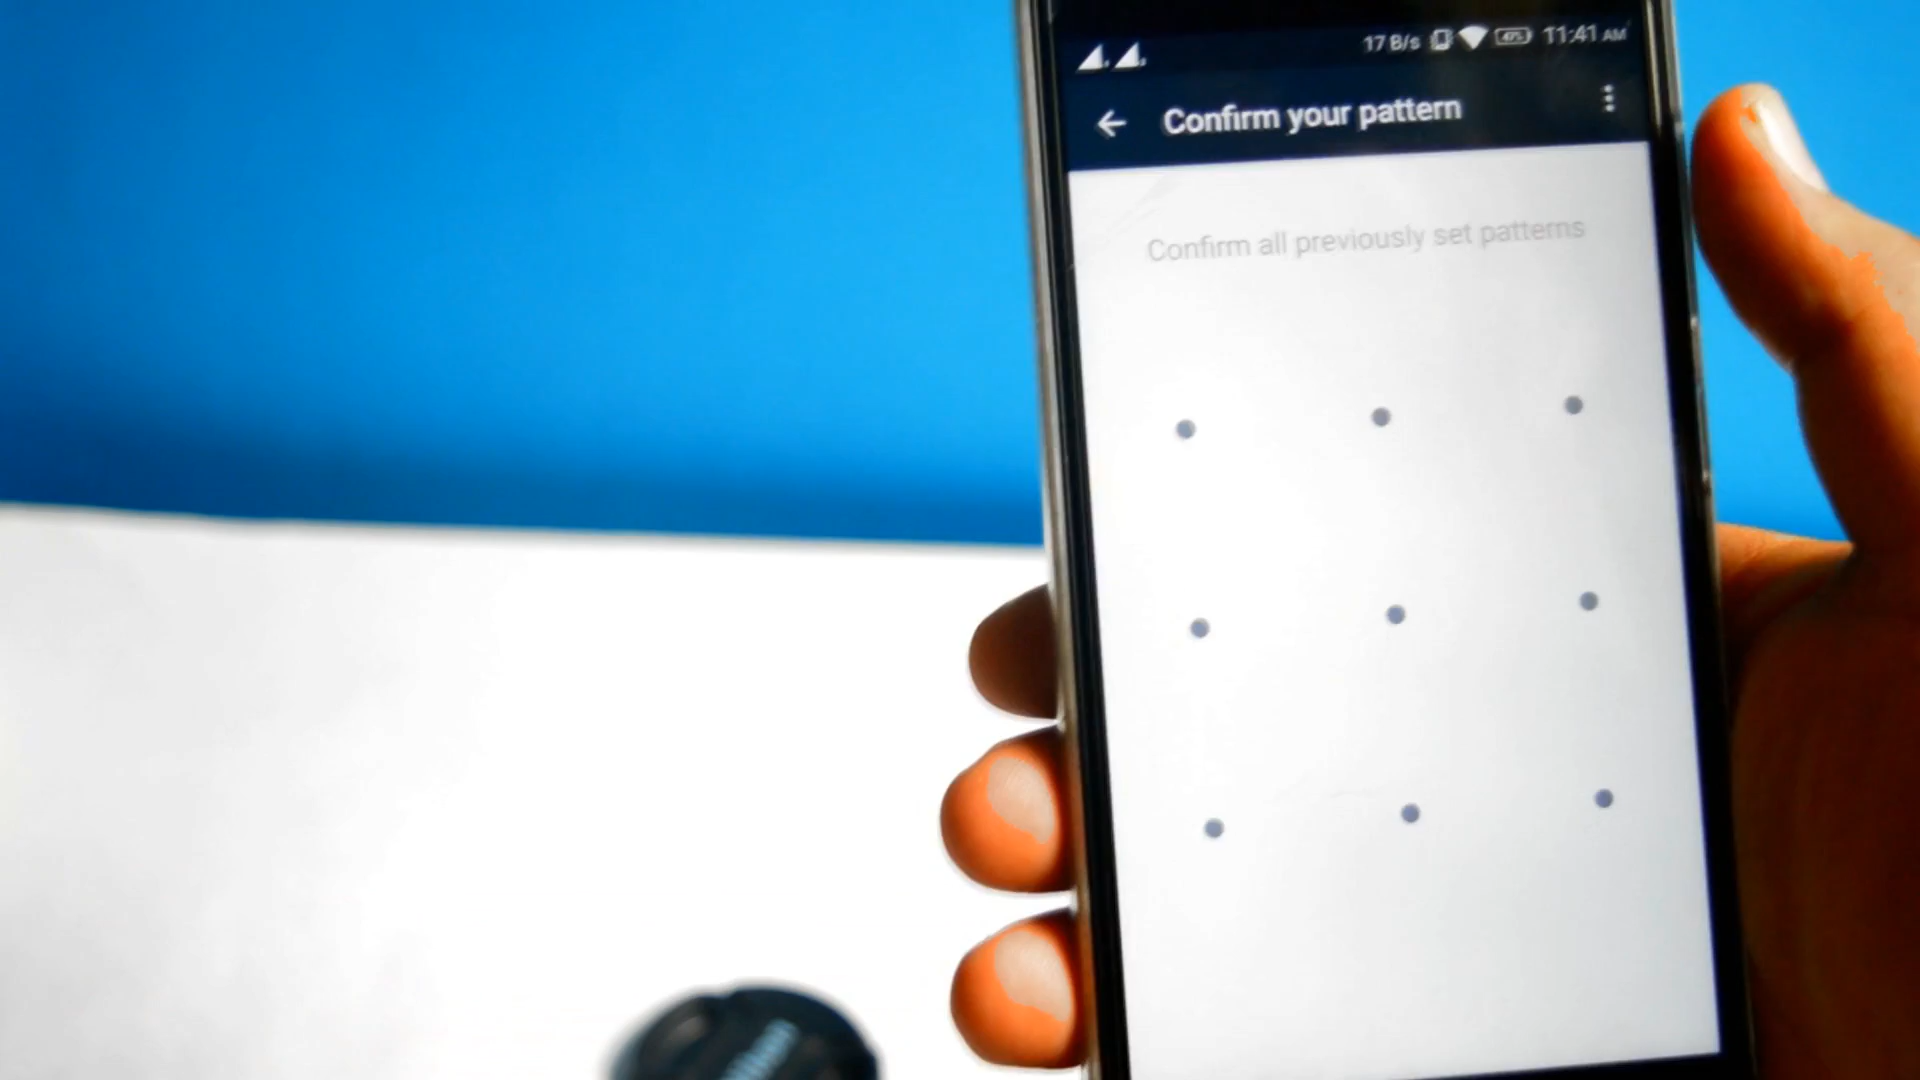 17 B/s 11:41 AM
Confirm your pattern
Confirm all previously set patterns